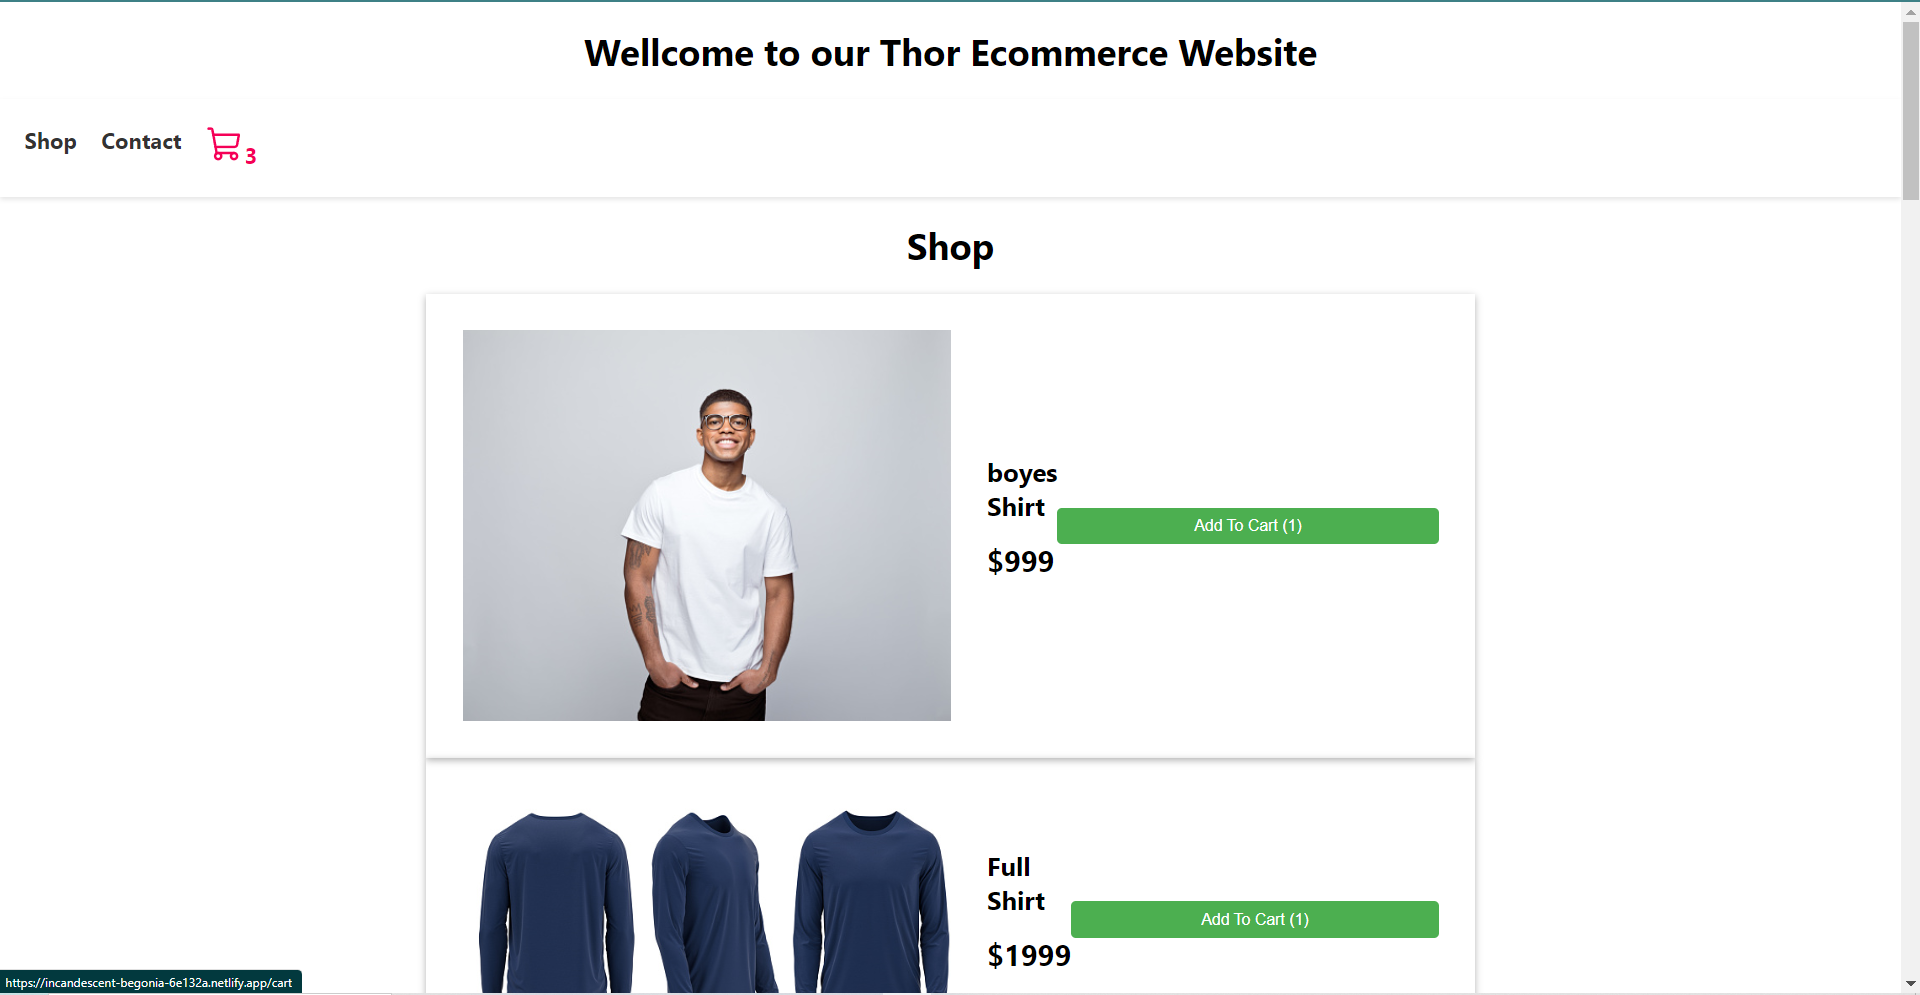 Wellcome to our Thor Ecommerce Website
Shop Contact 3
Shop
boyes
Shirt
Add To Cart (1)
$999
Full
Shirt
Add To Cart (1)
$1999
https://incandescent-begonia-6e132a.netlify.app/cart